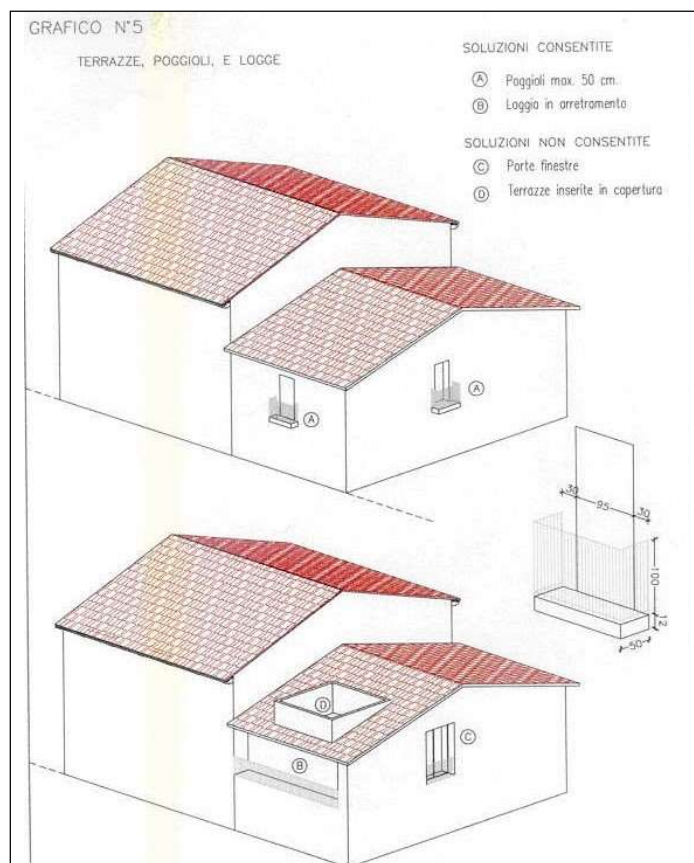 GRAFICO N°5
TERRAZZE, POGGIOLI, E LOGGE
SOLUZIONI CONSENTITE
A Poggioli max. 50 cm.
B Loggia in arretramento
SOLUZIONI NON CONSENTITE
C Porte finestre
D Terrazze inserite in copertura
A
A
30
95
30
100
12
50
D
B
C